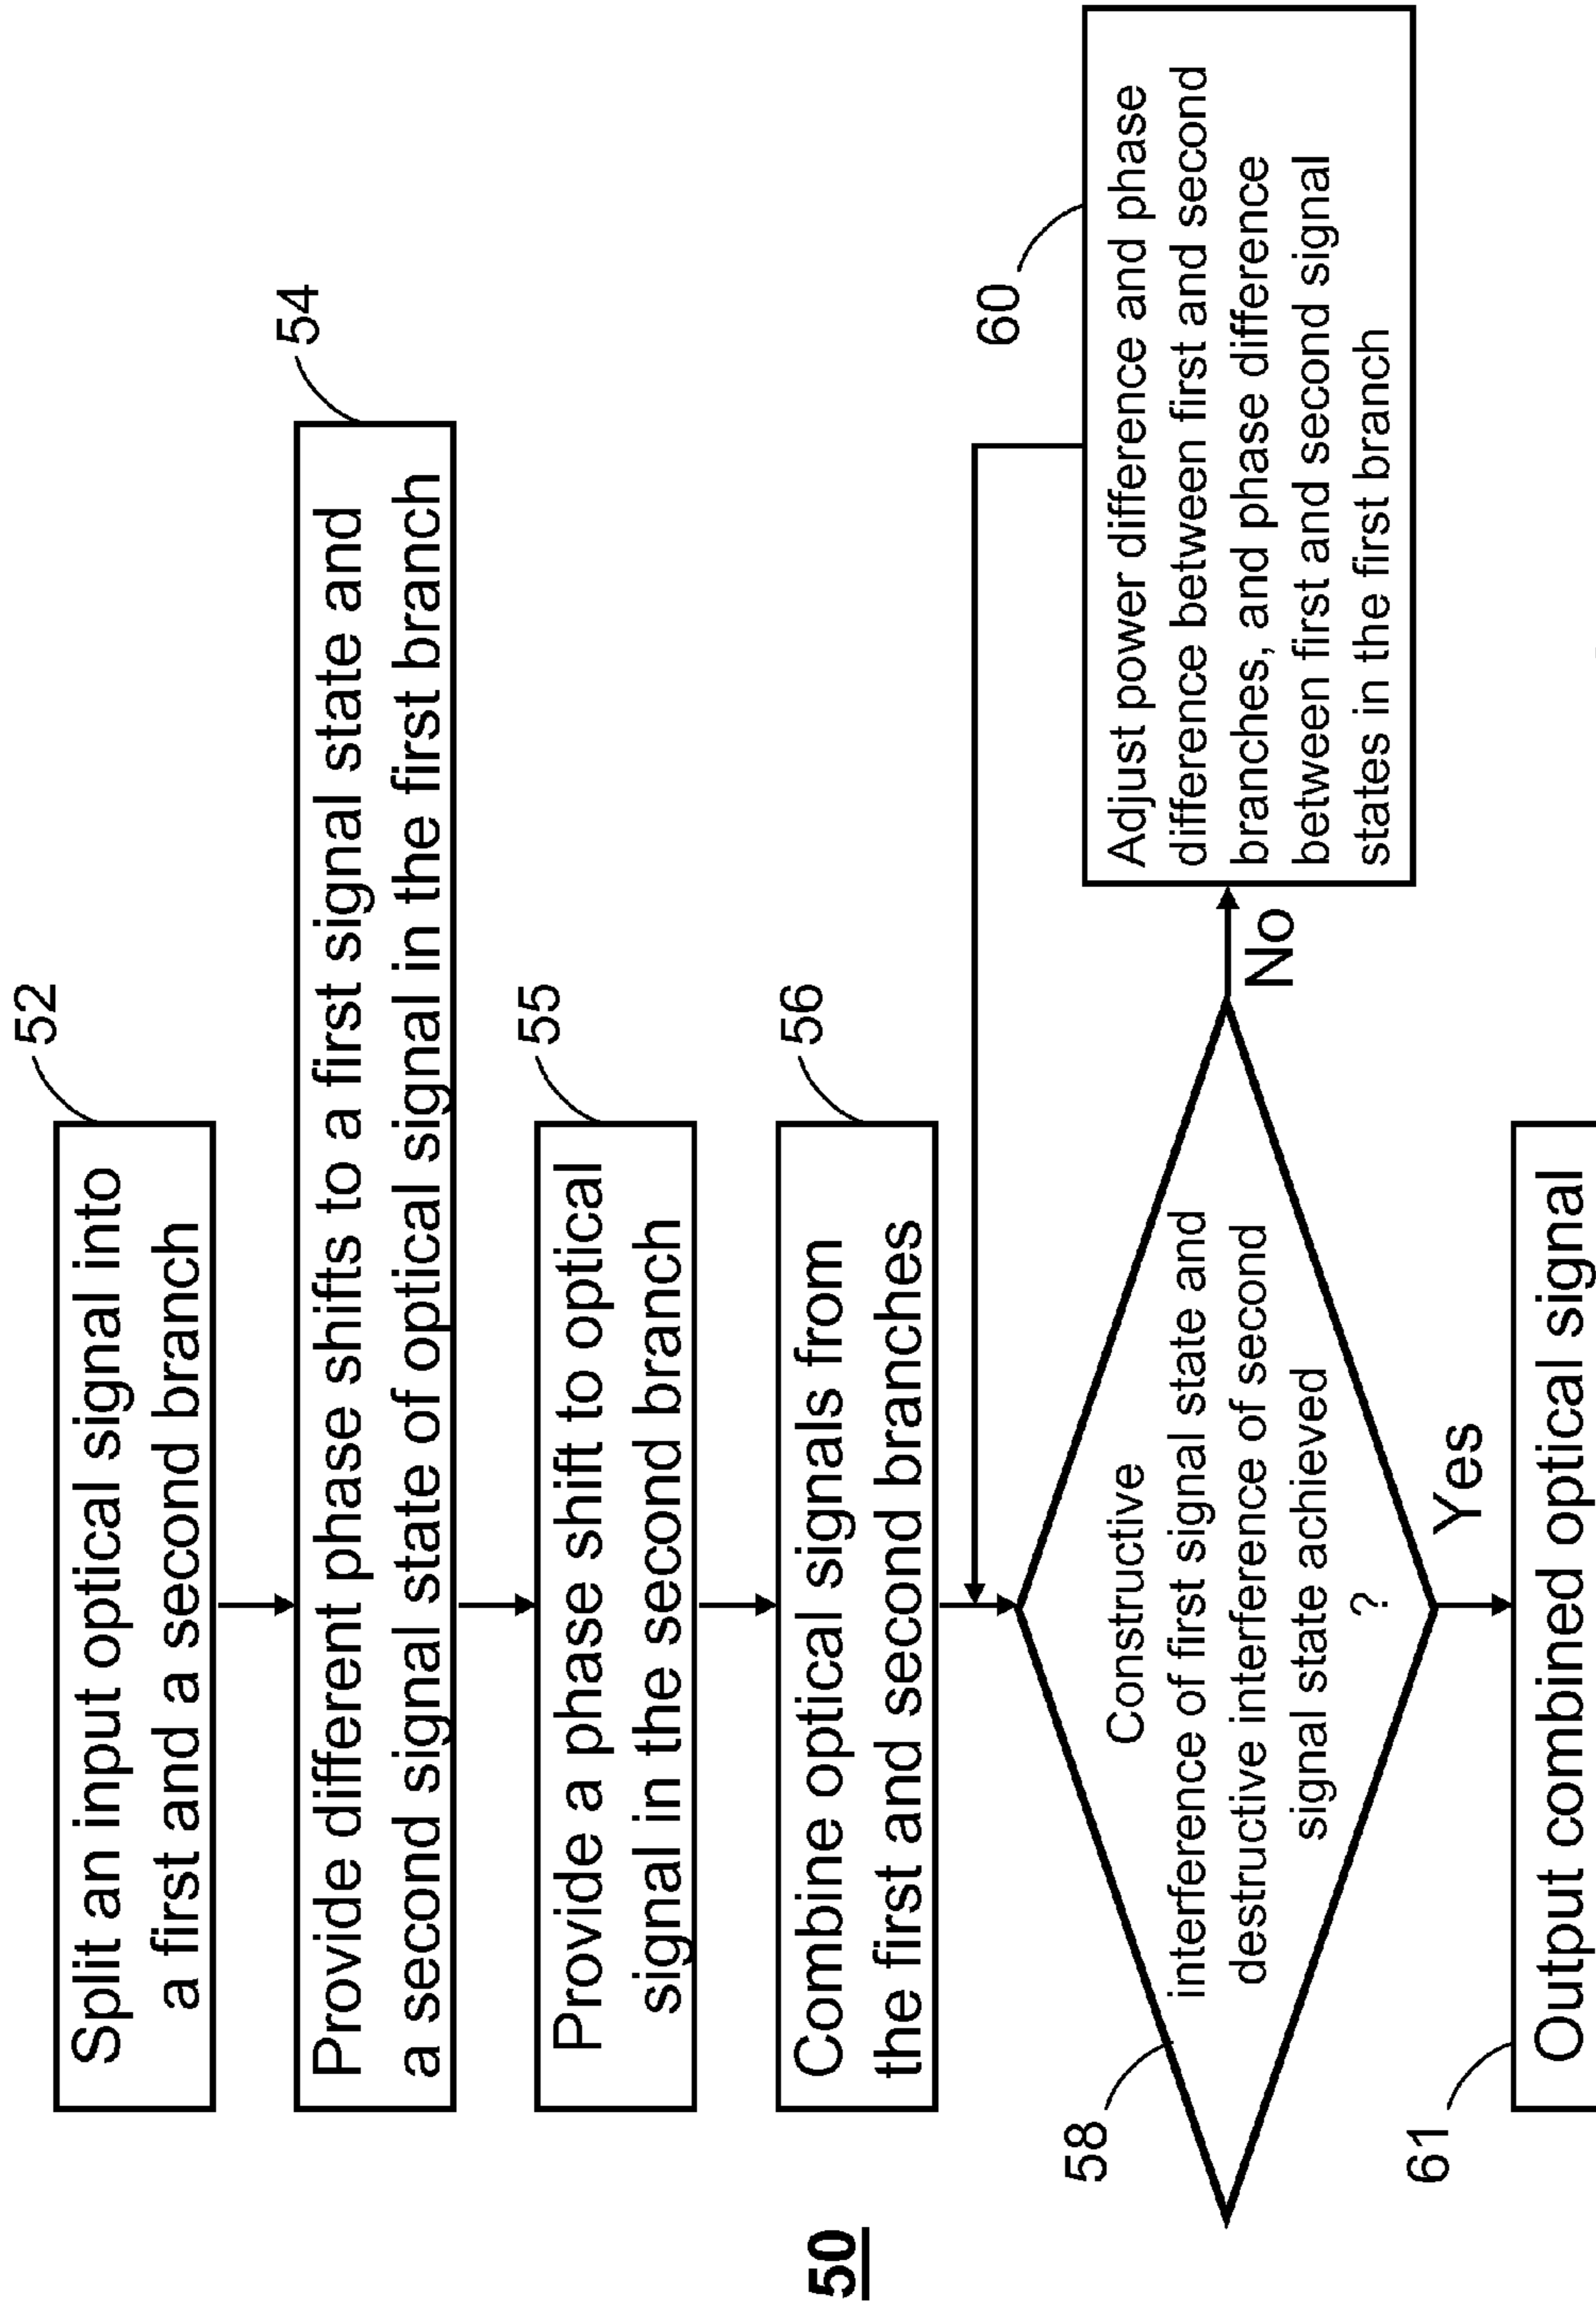 50
52
Split an input optical signal into
a first and a second branch
54
Provide different phase shifts to a first signal state and
a second signal state of optical signal in the first branch
55
Provide a phase shift to optical
signal in the second branch
56
Combine optical signals from
the first and second branches
58
Constructive
interference of first signal state and
destructive interference of second
signal state achieved
?
No
60
Adjust power difference and phase
difference between first and second
branches, and phase difference
between first and second signal
states in the first branch
Yes
61
Output combined optical signal